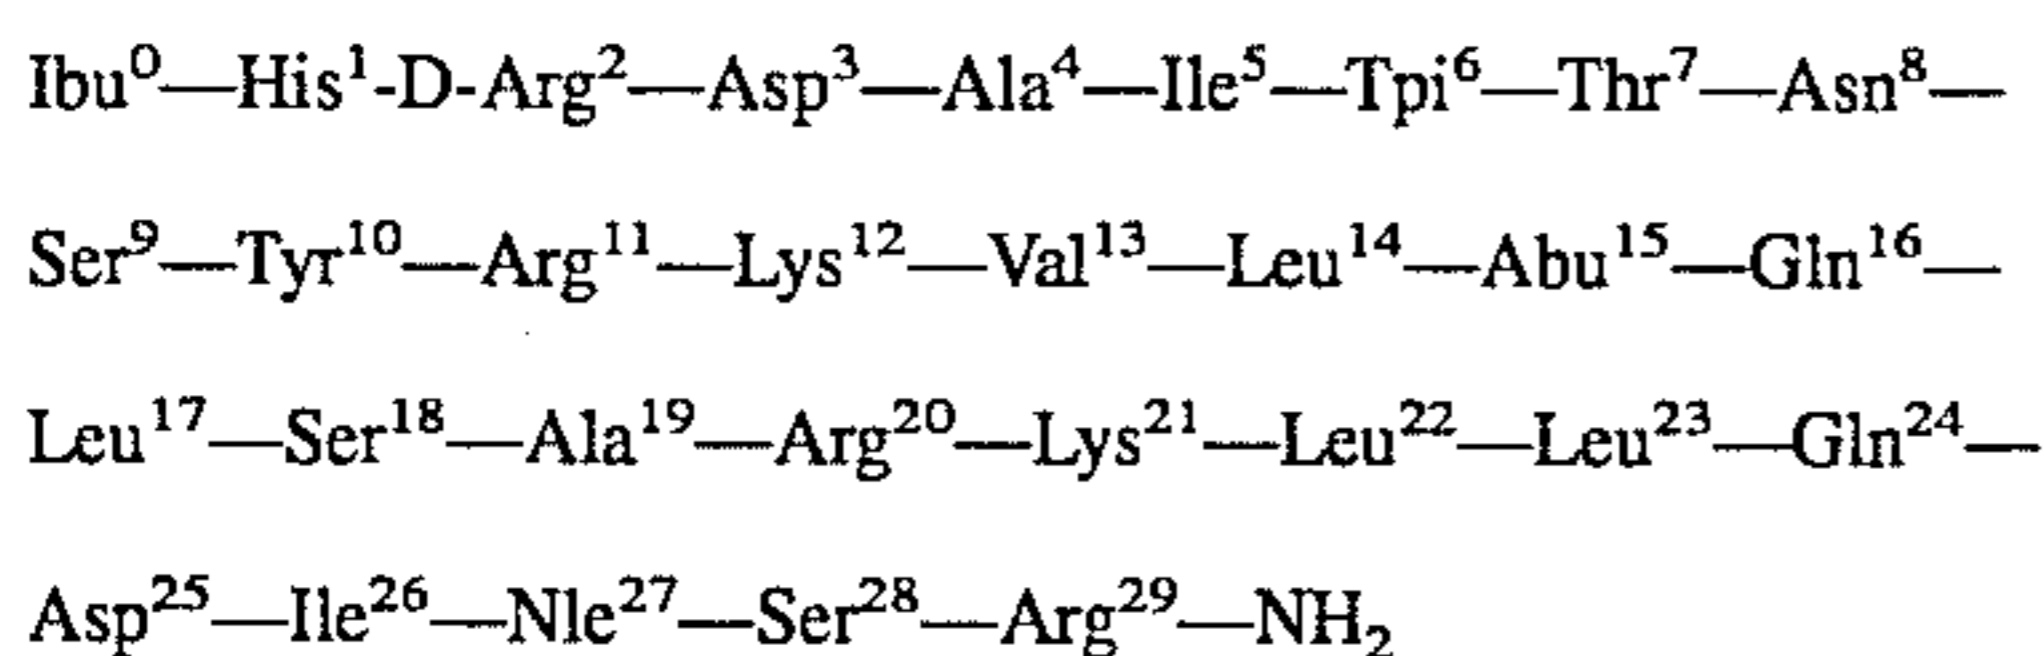 Ibu⁰—His¹-D-Arg²—Asp³—Ala⁴—Ile⁵—Tpi⁶—Thr⁷—Asn⁸—
Ser⁹—Tyr¹⁰—Arg¹¹—Lys¹²—Val¹³—Leu¹⁴—Abu¹⁵—Gln¹⁶—
Leu¹⁷—Ser¹⁸—Ala¹⁹—Arg²⁰—Lys²¹—Leu²²—Leu²³—Gln²⁴—
Asp²⁵—Ile²⁶—Nle²⁷—Ser²⁸—Arg²⁹—NH₂